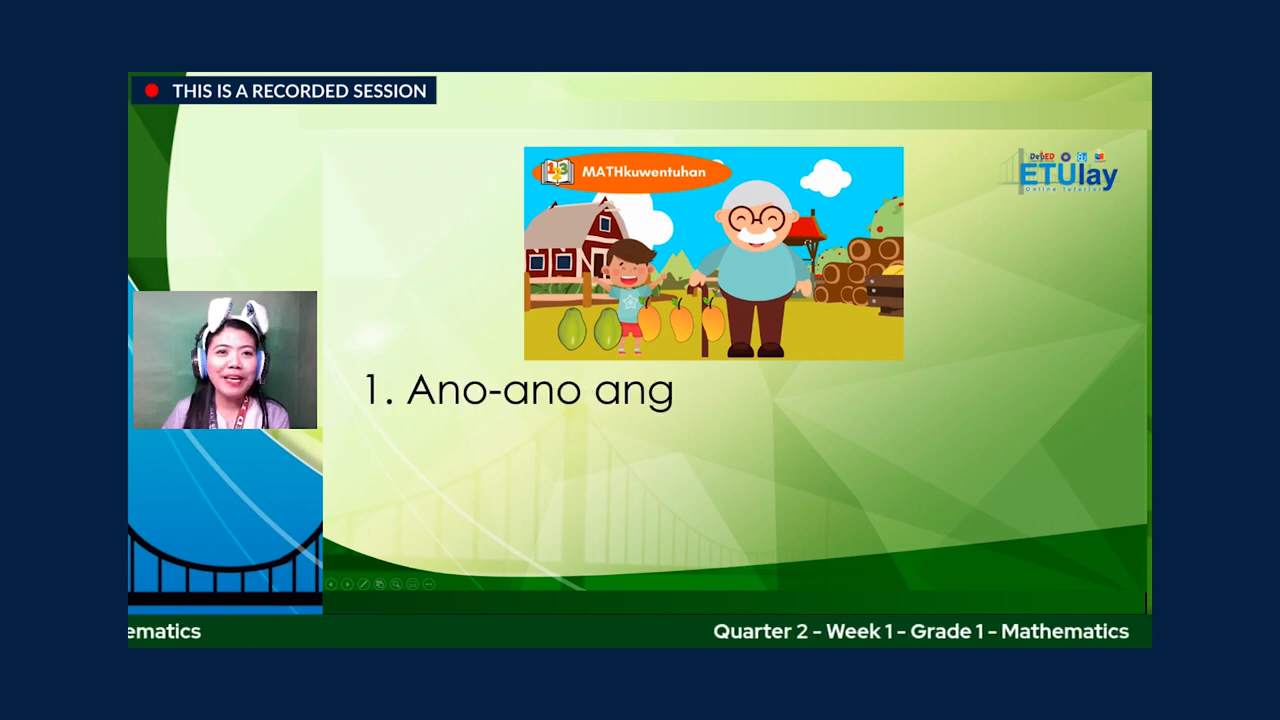 THIS IS A RECORDED SESSION
123
MATHkuwentuhan
DepED
ETUlay
Online Tutorial
1. Ano-ano ang
ematics
Quarter 2 - Week 1 - Grade 1 - Mathematics